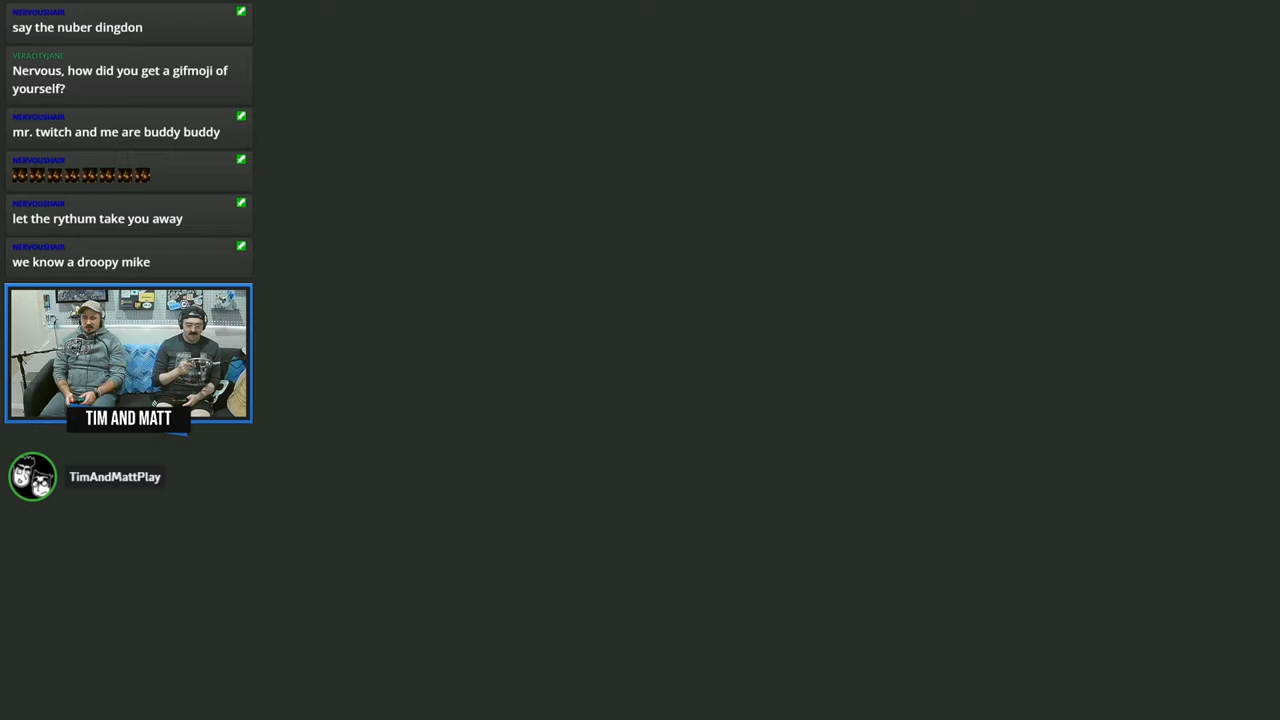 NERVOUSHAIR
say the nuber dingdon
VERACITYJANE
Nervous, how did you get a gifmoji of
yourself?
NERVOUSHAIR
mr. twitch and me are buddy buddy
NERVOUSHAIR
NERVOUSHAIR
let the rythum take you away
NERVOUSHAIR
we know a droopy mike
TIM AND MATT
TimAndMattPlay